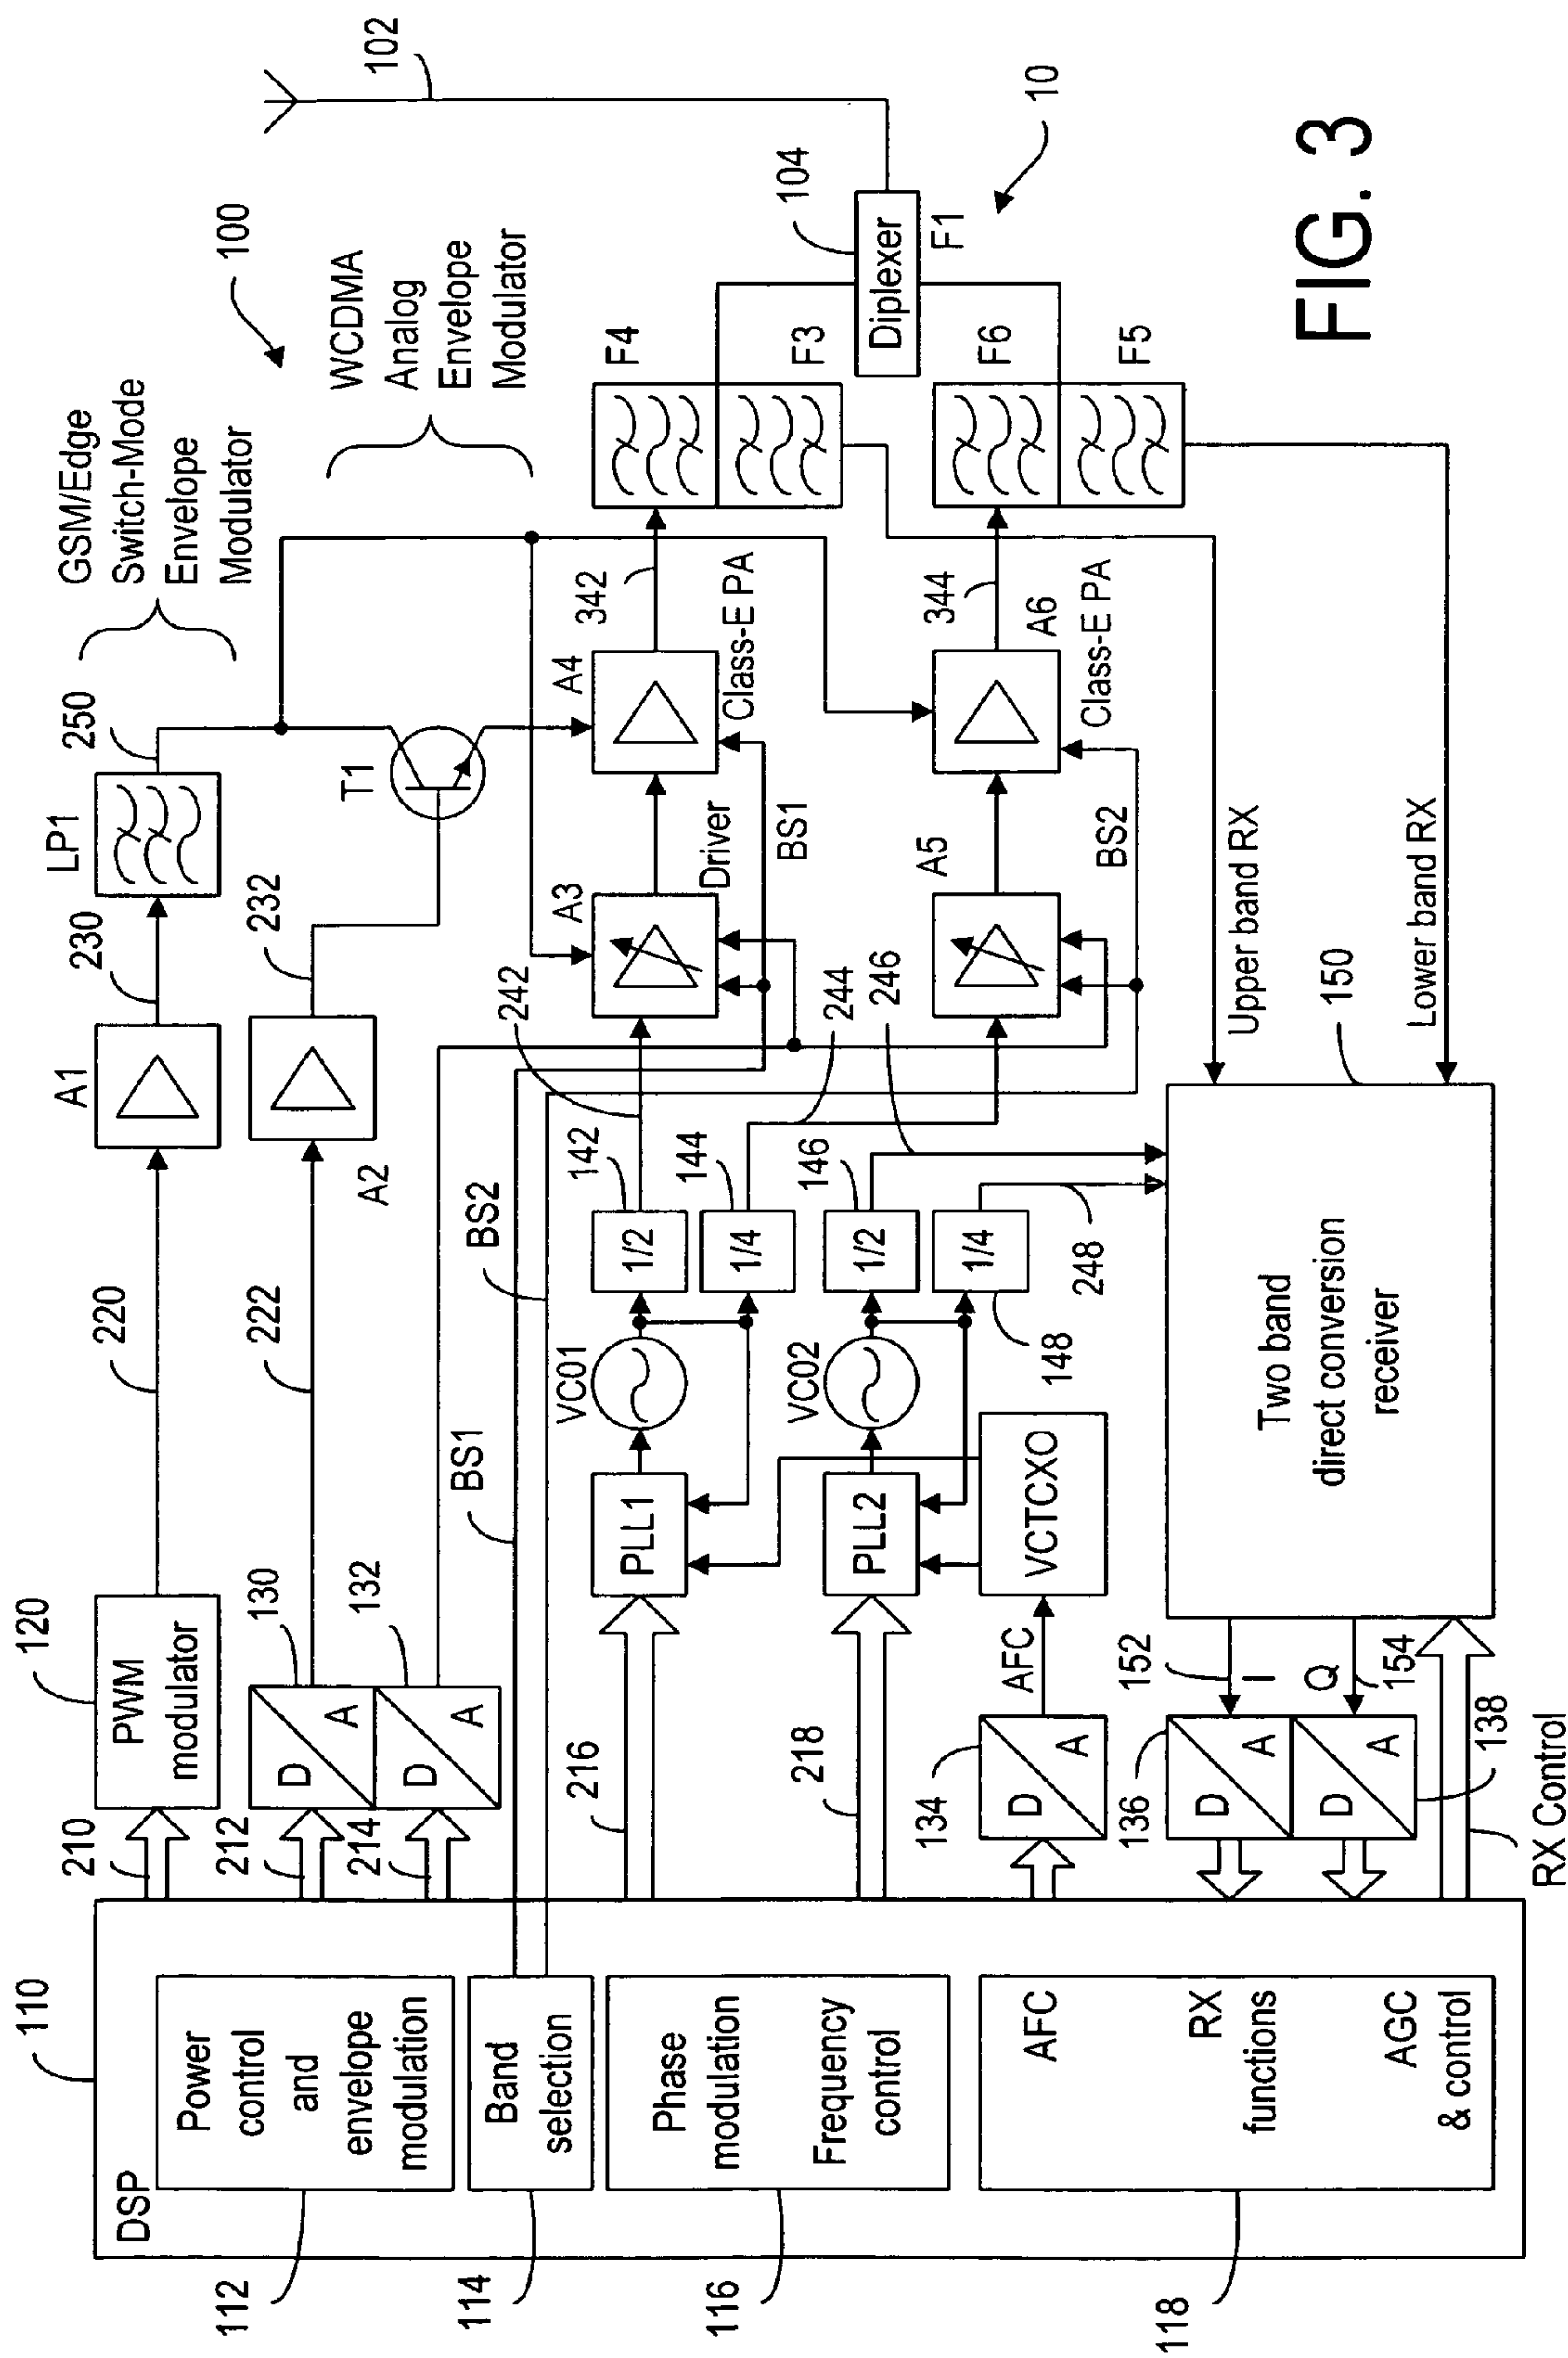 FIG. 3
100
GSM/Edge
Switch-Mode
Envelope
Modulator
WCDMA
Analog
Envelope
Modulator
102
10
104
Diplexer
F1
110
DSP
112
Power
control
and
envelope
modulation
114
Band
selection
116
Phase
modulation
Frequency
control
118
AFC
RX
functions
AGC
& control
210
120
PWM
modulator
220
A1
230
LP1
250
212
130
D
A
222
A2
232
T1
214
132
D
A
BS1
BS2
216
PLL1
VC01
142
1/2
242
144
1/4
244
A3
Driver
A4
Class-E PA
BS1
342
F4
F3
218
PLL2
VC02
146
1/2
246
148
1/4
248
A5
A6
Class-E PA
BS2
344
F6
F5
134
D
A
AFC
VCTCXO
136
D
A
152
I
138
D
A
Q
154
RX Control
Two band
direct conversion
receiver
150
Upper band RX
Lower band RX